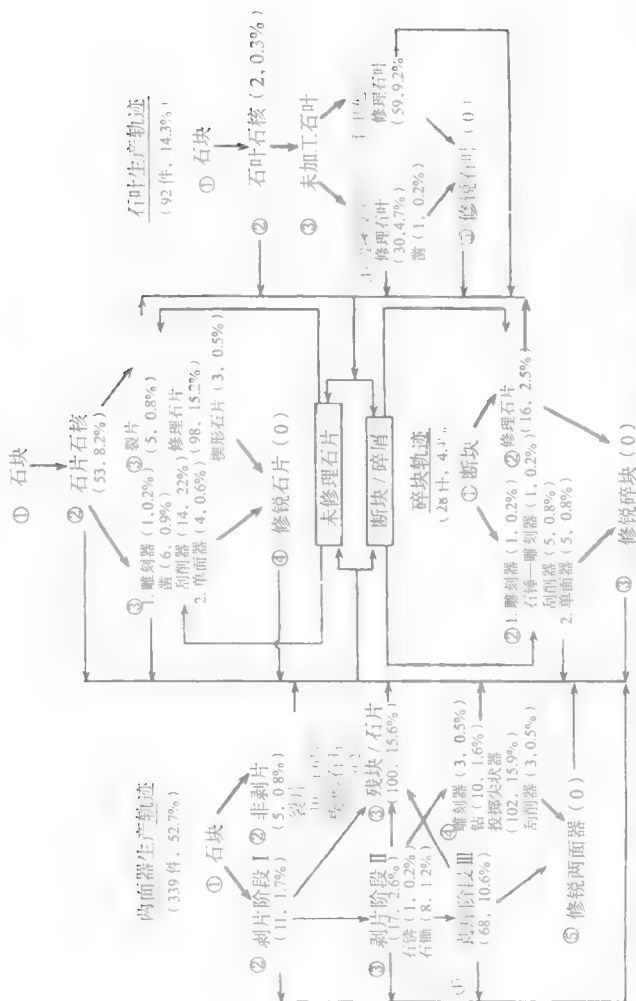 两面器生产轨迹
(339 件、52.7%)
① 石块
② 剥片阶段 I
(11, 1.7%)
② 非剥片
(5, 0.8%)
裂片
③ 剥片阶段 II
(17, 2.6%)
石锛 (1, 0.2%)
石锄 (8, 1.2%)
③ 残块/石片
(100, 15.6%)
阶段 III
(68, 10.6%)
④ 雕刻器 (3, 0.5%)
钻 (10, 1.6%)
投掷尖状器
(102, 15.9%)
刮削器 (3, 0.5%)
⑤ 修锐两面器 (0)
① 石块
② 石片石核
(53, 8.2%)
③
1. 雕刻器 (1, 0.2%)
凿 (6, 0.9%)
刮削器 (14, 22%)
2. 单面器 (4, 0.6%)
③ 裂片
(5, 0.8%)
修理石片
(98, 15.2%)
楔形石片 (3, 0.5%)
④ 修锐石片 (0)
未修理石片
断块/碎屑
碎块轨迹
① 断块
② 1. 雕刻器 (1, 0.2%)
石锤—雕刻器 (1, 0.2%)
刮削器 (5, 0.8%)
2. 单面器 (5, 0.8%)
② 修理石片
(16, 2.5%)
③ 修锐碎块 (0)
石叶生产轨迹
(92 件、14.3%)
① 石块
② 石叶石核 (2, 0.3%)
③ 未加工石叶
修理石叶
(30, 4.7%)
凿 (1, 0.2%)
修理石叶
(59, 9.2%)
修锐石叶 (0)